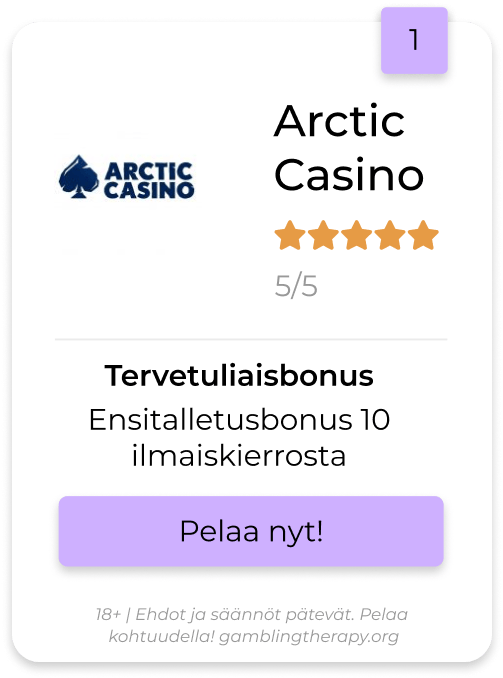 1
ARCTIC
CASINO
Arctic
Casino
5/5
Tervetuliaisbonus
Ensitalletusbonus 10
ilmaiskierrosta
Pelaa nyt!
18+ | Ehdot ja säännöt pätevät. Pelaa
kohtuudella! gamblingtherapy.org